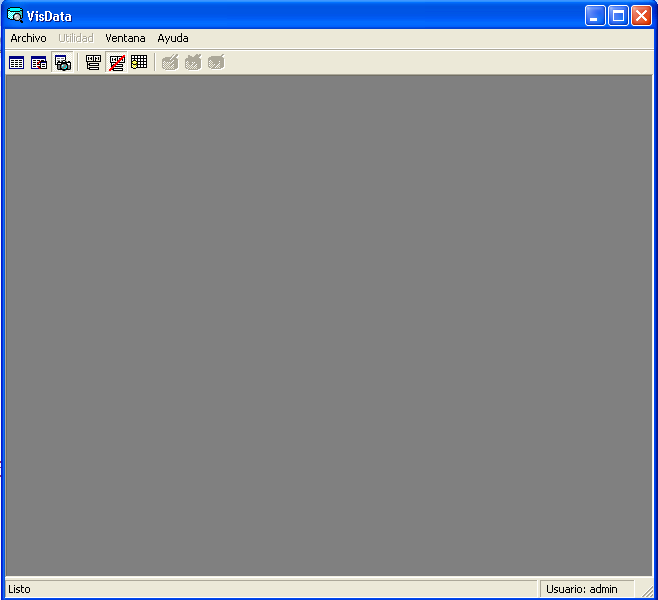 VisData
Archivo Utilidad Ventana Ayuda
Listo Usuario: admin